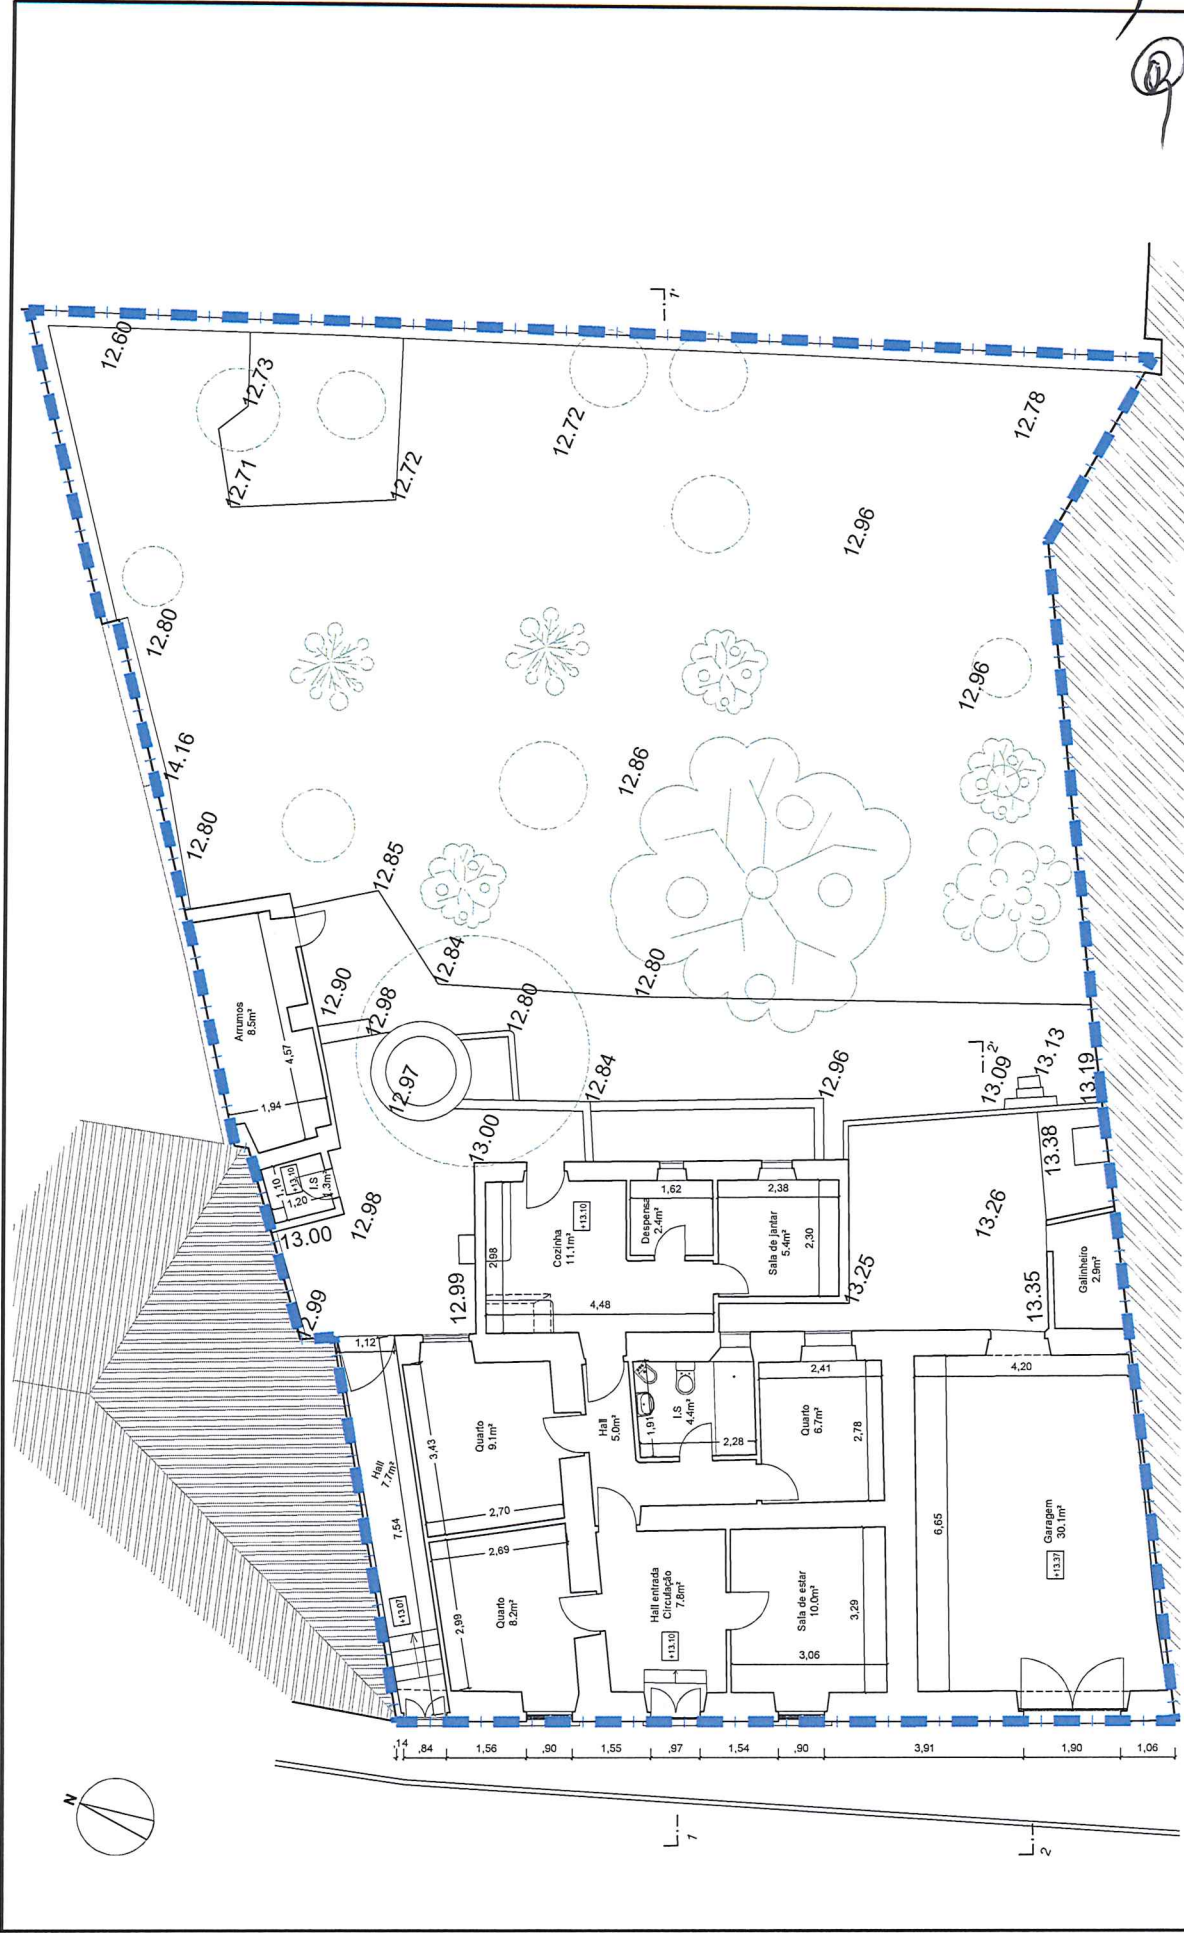 N
12.60
12.73
12.71
12.72
12.72
12.78
12.96
12.80
14.16
12.80
12.96
12.86
12.85
12.84
12.80
12.80
12.90
12.98
12.97
12.84
12.96
13.00
13.09
13.13
13.19
13.38
13.26
13.35
13.25
12.98
13.00
12.99
12.99
1'
2'
1
2
Arrumos
8.5m²
4,57
1,94
1,10
+13.10
I.S
1.3m²
1,20
Cozinha
11.1m²
+13.10
2,98
4,48
Despensa
2.4m²
1,62
Sala de jantar
5.4m²
2,38
2,30
Galinheiro
2.9m²
1,12
Hall
7.7m²
7,54
+13.07
Quarto
9.1m²
3,43
2,70
Hall
5.0m²
I.S
4.4m²
1,91
2,28
Quarto
6.7m²
2,41
2,78
Quarto
8.2m²
2,69
2,99
Hall entrada
Circulação
7.8m²
+13.10
Sala de estar
10.0m²
3,29
3,06
Garagem
30.1m²
+13.37
6,65
4,20
,14
,84
1,56
,90
1,55
,97
1,54
,90
3,91
1,90
1,06